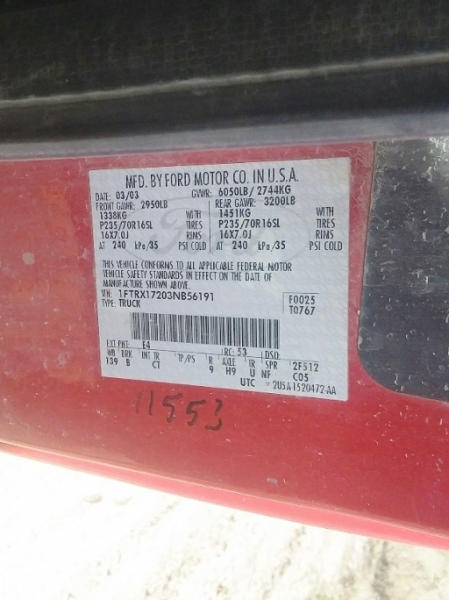 MFD. BY FORD MOTOR CO. IN U.S.A.
DATE: 03/03 GVWR: 6050LB/ 2744KG
FRONT GAWR: 2950LB REAR GAWR: 3200LB
1338KG WITH 1451KG WITH
P235/70R16SL TIRES P235/70R16SL TIRES
16X7.0J RIMS 16X7.0J RIMS
AT 240 kPa/35 PSI COLD AT 240 kPa/35 PSI COLD
THIS VEHICLE CONFORMS TO ALL APPLICABLE FEDERAL MOTOR
VEHICLE SAFETY STANDARDS IN EFFECT ON THE DATE OF
MANUFACTURE SHOWN ABOVE.
VIN: 1FTRX17203NB56191 F0025
TYPE: TRUCK T0767
EXT PNT: E4 RC: 53 DSO:
WB BRK INT TR TP/PS R AXLE TR SPR 2F512
139 B CT 9 H9 U NF C05
UTC 2U5A-1520472-AA
11553